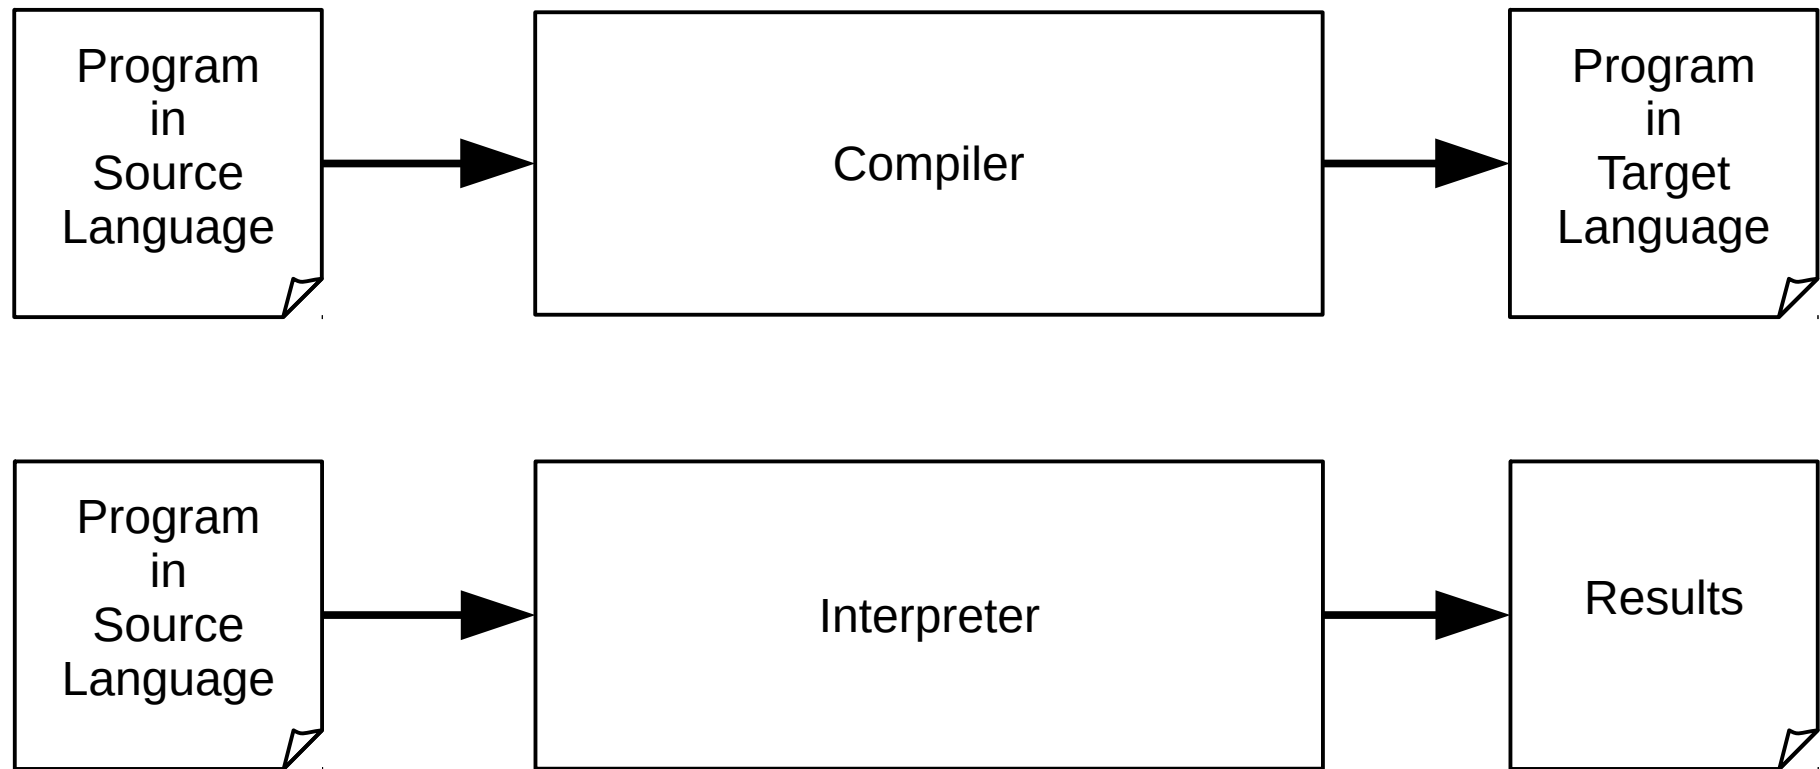 Program
in
Source
Language
Compiler
Program
in
Target
Language
Program
in
Source
Language
Interpreter
Results